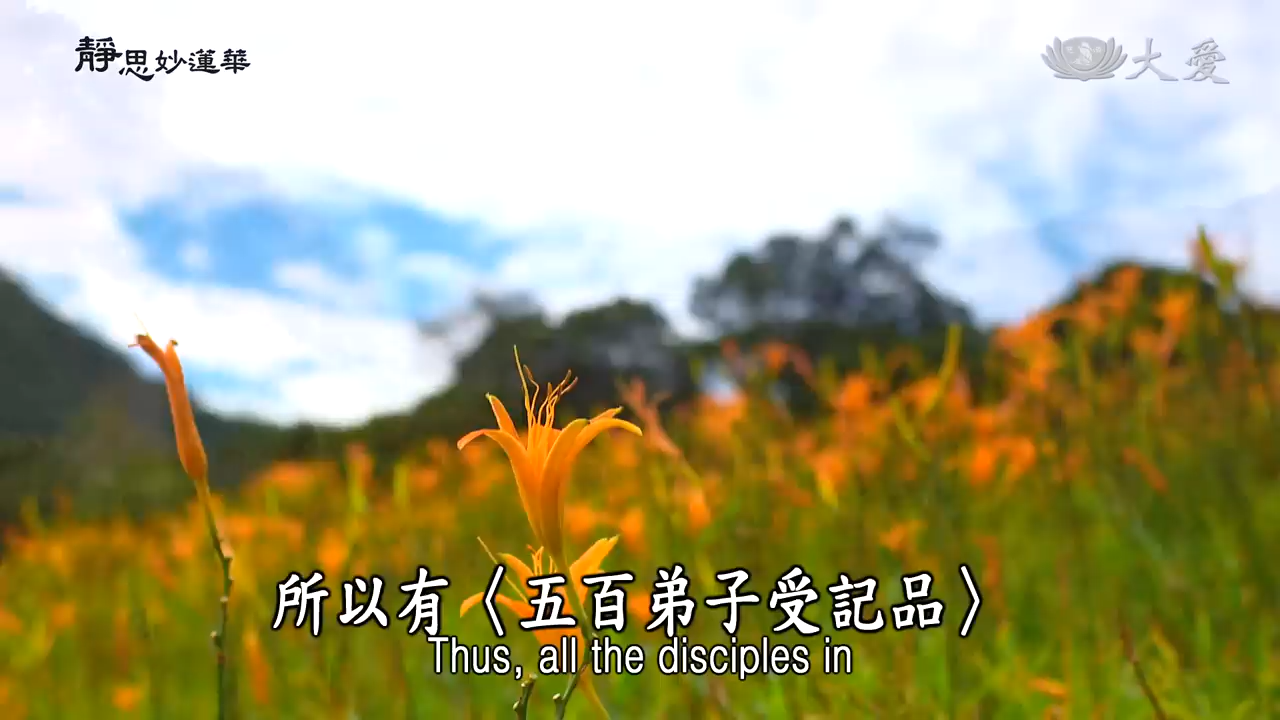 靜思妙蓮華
大愛
所以有〈五百弟子受記品〉
Thus, all the disciples in